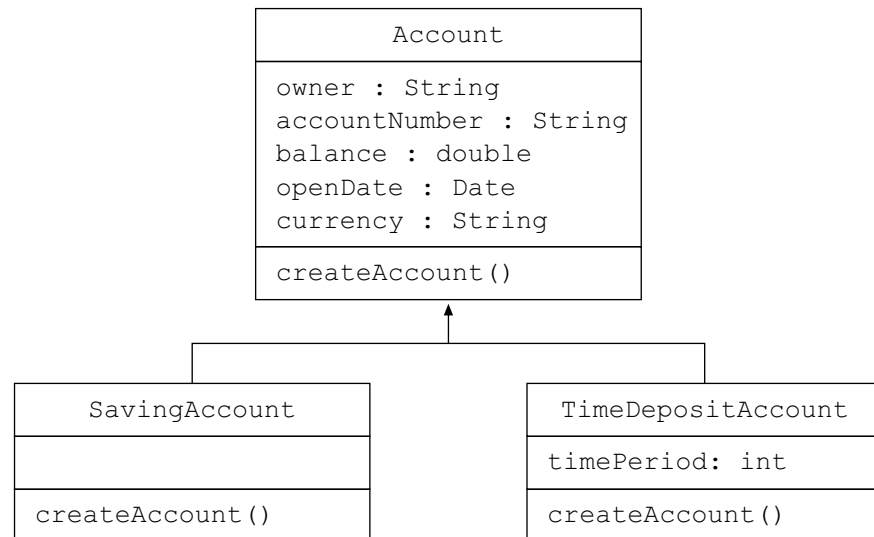 Account
owner : String
accountNumber : String
balance : double
openDate : Date
currency : String
createAccount()
SavingAccount
createAccount()
TimeDepositAccount
timePeriod: int
createAccount()